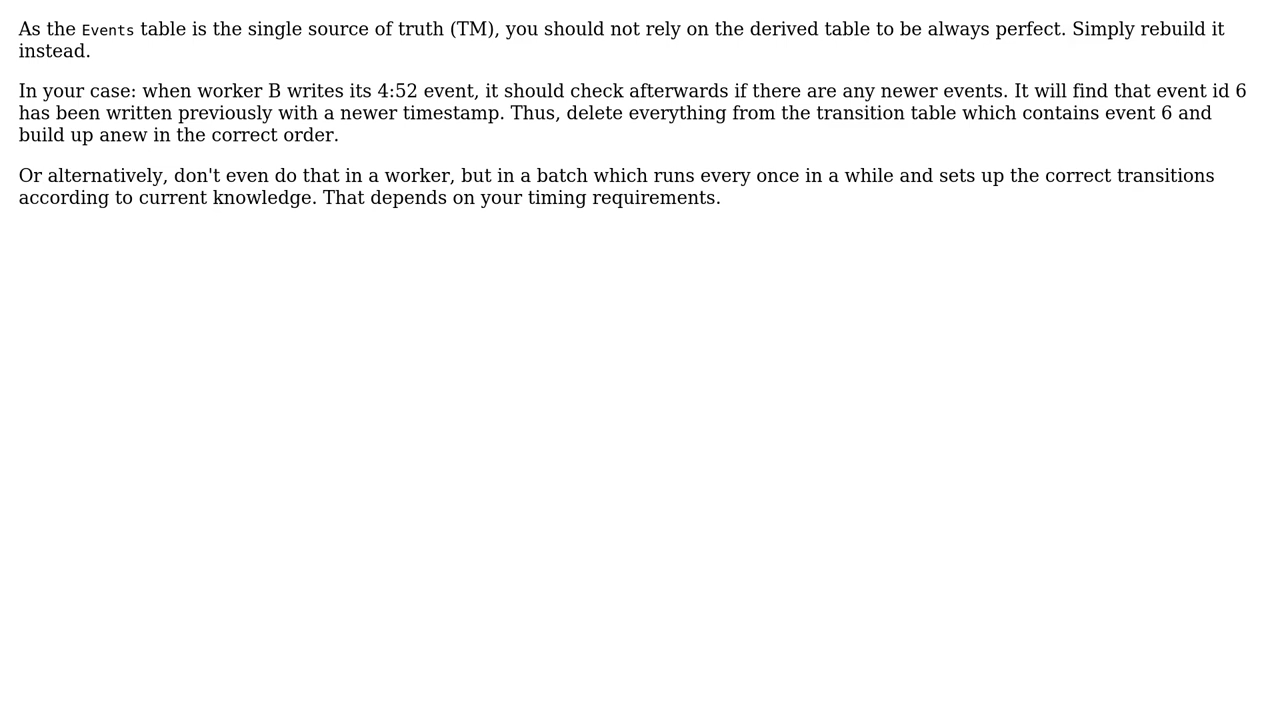 As the Events table is the single source of truth (TM), you should not rely on the derived table to be always perfect. Simply rebuild it
instead.
In your case: when worker B writes its 4:52 event, it should check afterwards if there are any newer events. It will find that event id 6
has been written previously with a newer timestamp. Thus, delete everything from the transition table which contains event 6 and
build up anew in the correct order.
Or alternatively, don't even do that in a worker, but in a batch which runs every once in a while and sets up the correct transitions
according to current knowledge. That depends on your timing requirements.